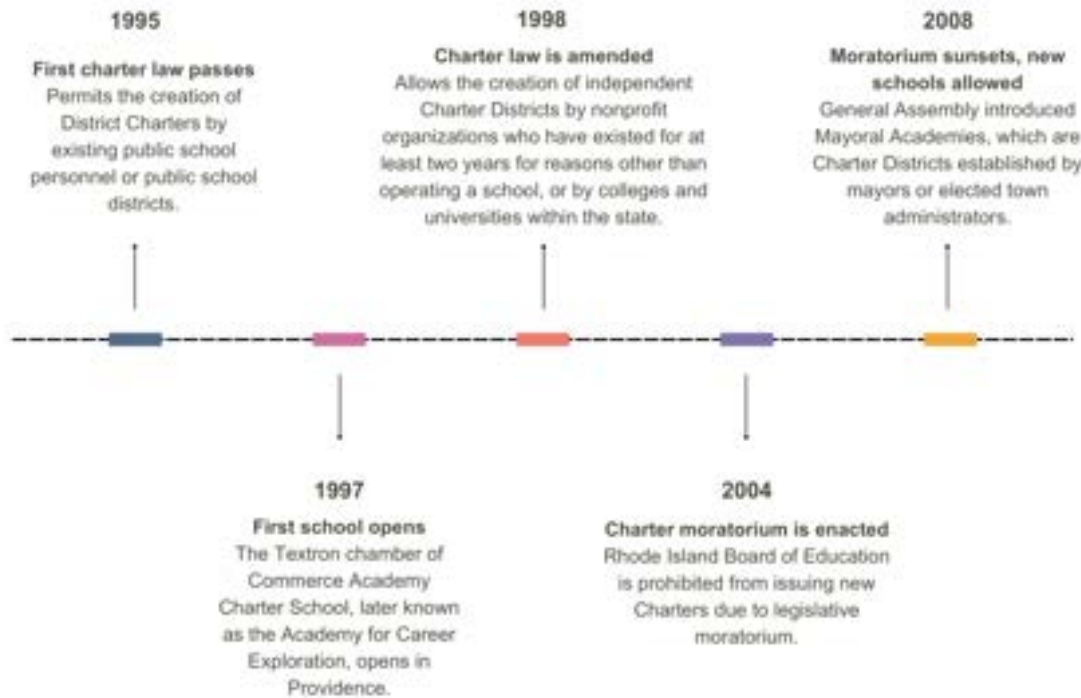 1995
First charter law passes
Permits the creation of
District Charters by
existing public school
personnel or public school
districts.
1998
Charter law is amended
Allows the creation of independent
Charter Districts by nonprofit
organizations who have existed for at
least two years for reasons other than
operating a school, or by colleges and
universities within the state.
2008
Moratorium sunsets, new
schools allowed
General Assembly introduced
Mayoral Academies, which are
Charter Districts established by
mayors or elected town
administrators.
1997
First school opens
The Textron chamber of
Commerce Academy
Charter School, later known
as the Academy for Career
Exploration, opens in
Providence.
2004
Charter moratorium is enacted
Rhode Island Board of Education
is prohibited from issuing new
Charters due to legislative
moratorium.